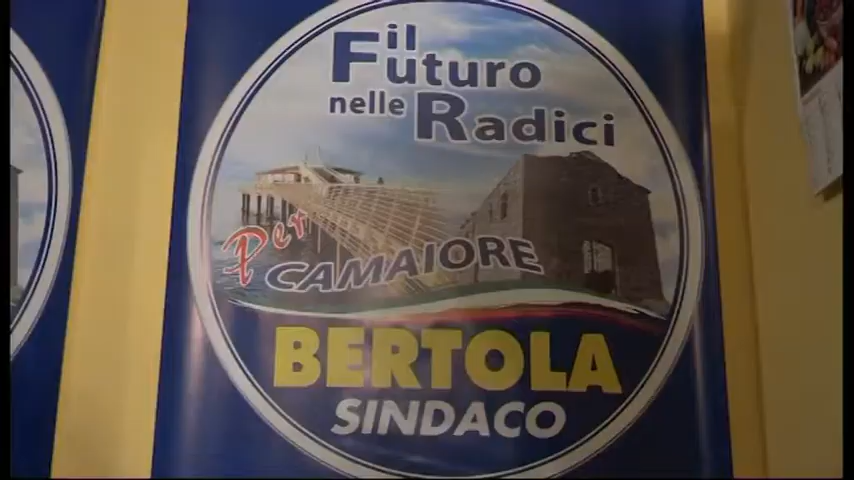 il
Futuro
nelle Radici
Per
CAMAIORE
BERTOLA
SINDACO